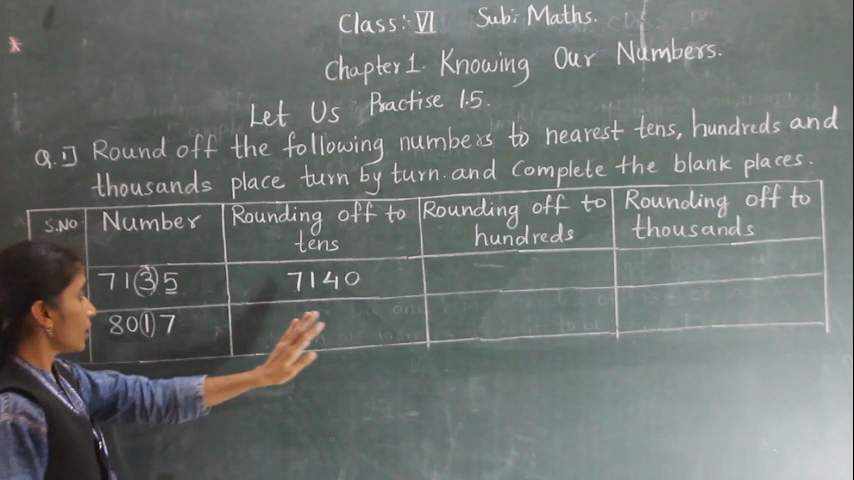 Class:- VI Sub:- Maths.
Chapter 1. Knowing Our Numbers.
Let Us Practise 1.5.
Q.1] Round off the following numbers to nearest tens, hundreds and
thousands place turn by turn and complete the blank places.
S.NO Number Rounding off to tens Rounding off to hundreds Rounding off to thousands
7135 7140
8017